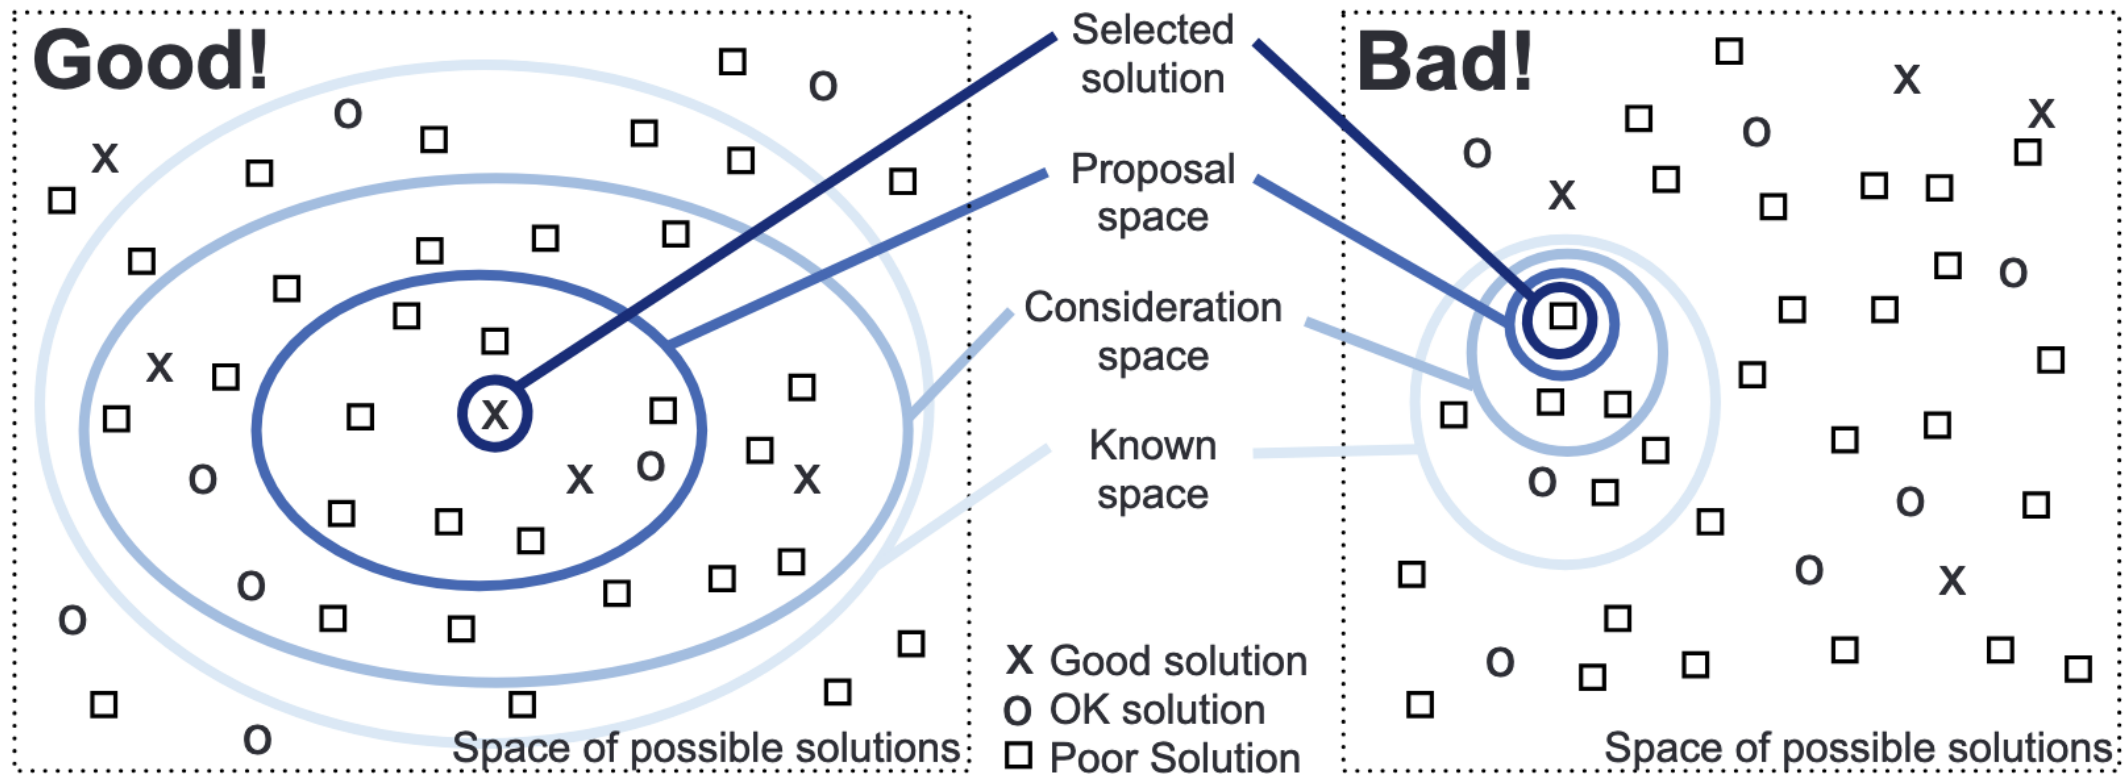 Good!
Selected
solution
Proposal
space
Consideration
space
Known
space
X Good solution
O OK solution
Poor Solution
Space of possible solutions
Bad!
Space of possible solutions